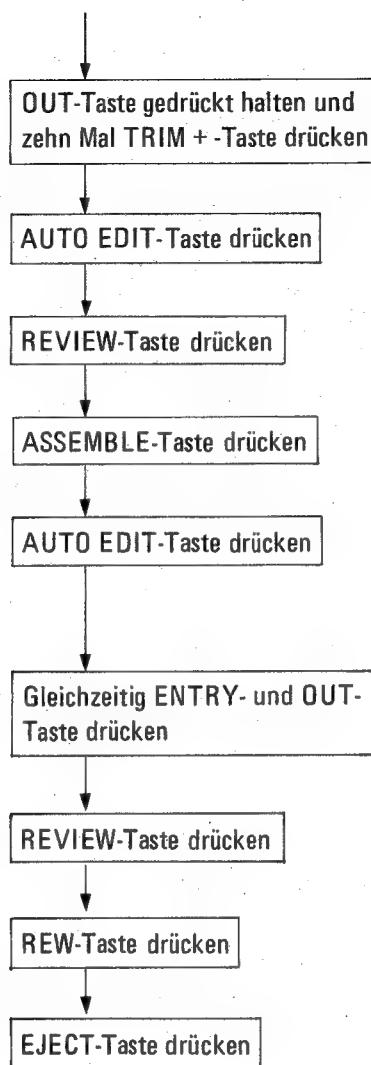 OUT-Taste gedrückt halten und
zehn Mal TRIM + -Taste drücken
AUTO EDIT-Taste drücken
REVIEW-Taste drücken
ASSEMBLE-Taste drücken
AUTO EDIT-Taste drücken
Gleichzeitig ENTRY- und OUT-
Taste drücken
REVIEW-Taste drücken
REW-Taste drücken
EJECT-Taste drücken